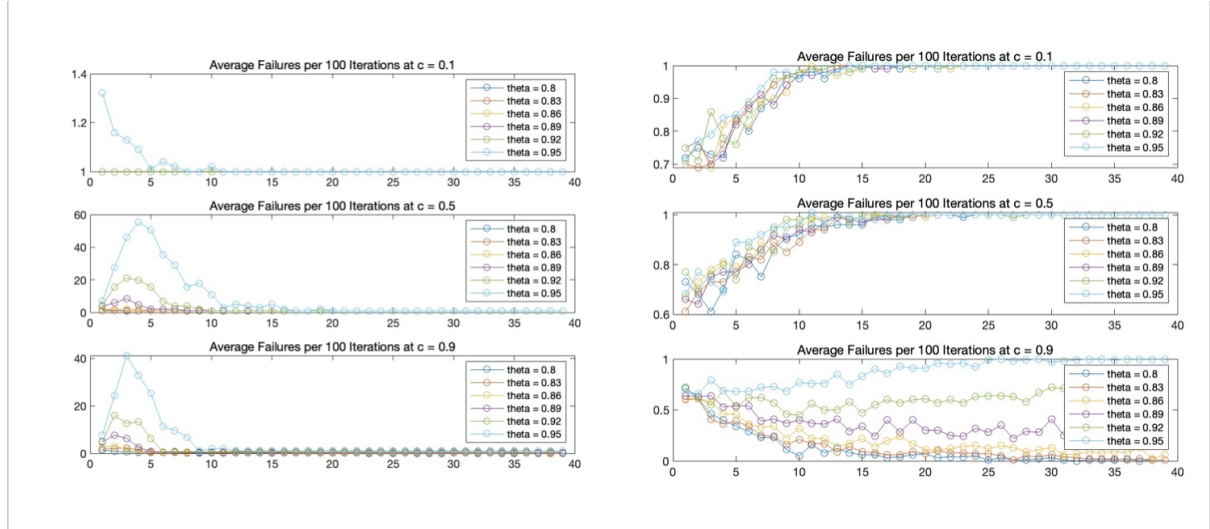 Average Failures per 100 Iterations at c = 0.1
1.4
1.2
1
theta = 0.8
theta = 0.83
theta = 0.86
theta = 0.89
theta = 0.92
theta = 0.95
0 5 10 15 20 25 30 35 40
Average Failures per 100 Iterations at c = 0.5
60
40
20
0
theta = 0.8
theta = 0.83
theta = 0.86
theta = 0.89
theta = 0.92
theta = 0.95
0 5 10 15 20 25 30 35 40
Average Failures per 100 Iterations at c = 0.9
40
20
0
theta = 0.8
theta = 0.83
theta = 0.86
theta = 0.89
theta = 0.92
theta = 0.95
0 5 10 15 20 25 30 35 40
Average Failures per 100 Iterations at c = 0.1
1
0.9
0.8
0.7
theta = 0.8
theta = 0.83
theta = 0.86
theta = 0.89
theta = 0.92
theta = 0.95
0 5 10 15 20 25 30 35 40
Average Failures per 100 Iterations at c = 0.5
1
0.8
0.6
theta = 0.8
theta = 0.83
theta = 0.86
theta = 0.89
theta = 0.92
theta = 0.95
0 5 10 15 20 25 30 35 40
Average Failures per 100 Iterations at c = 0.9
1
0.5
0
theta = 0.8
theta = 0.83
theta = 0.86
theta = 0.89
theta = 0.92
theta = 0.95
0 5 10 15 20 25 30 35 40